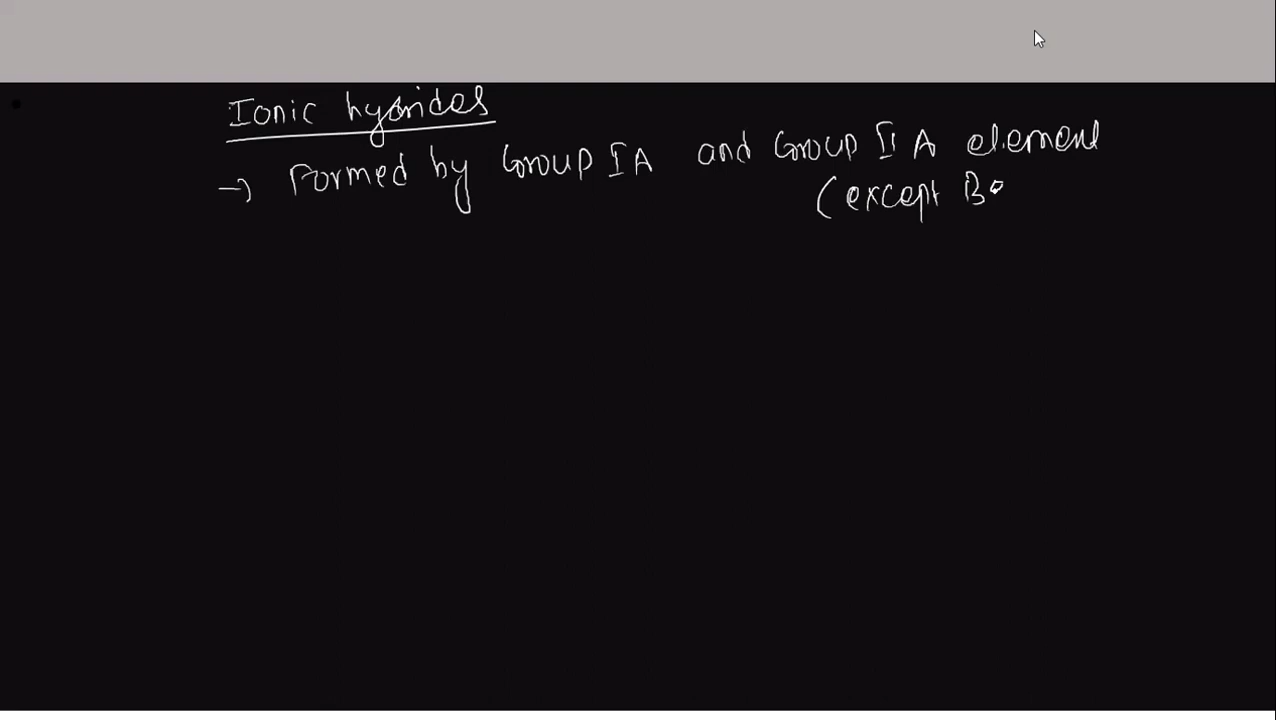 Ionic hydrides
→ Formed by Group IA and Group IIA element
(except Be